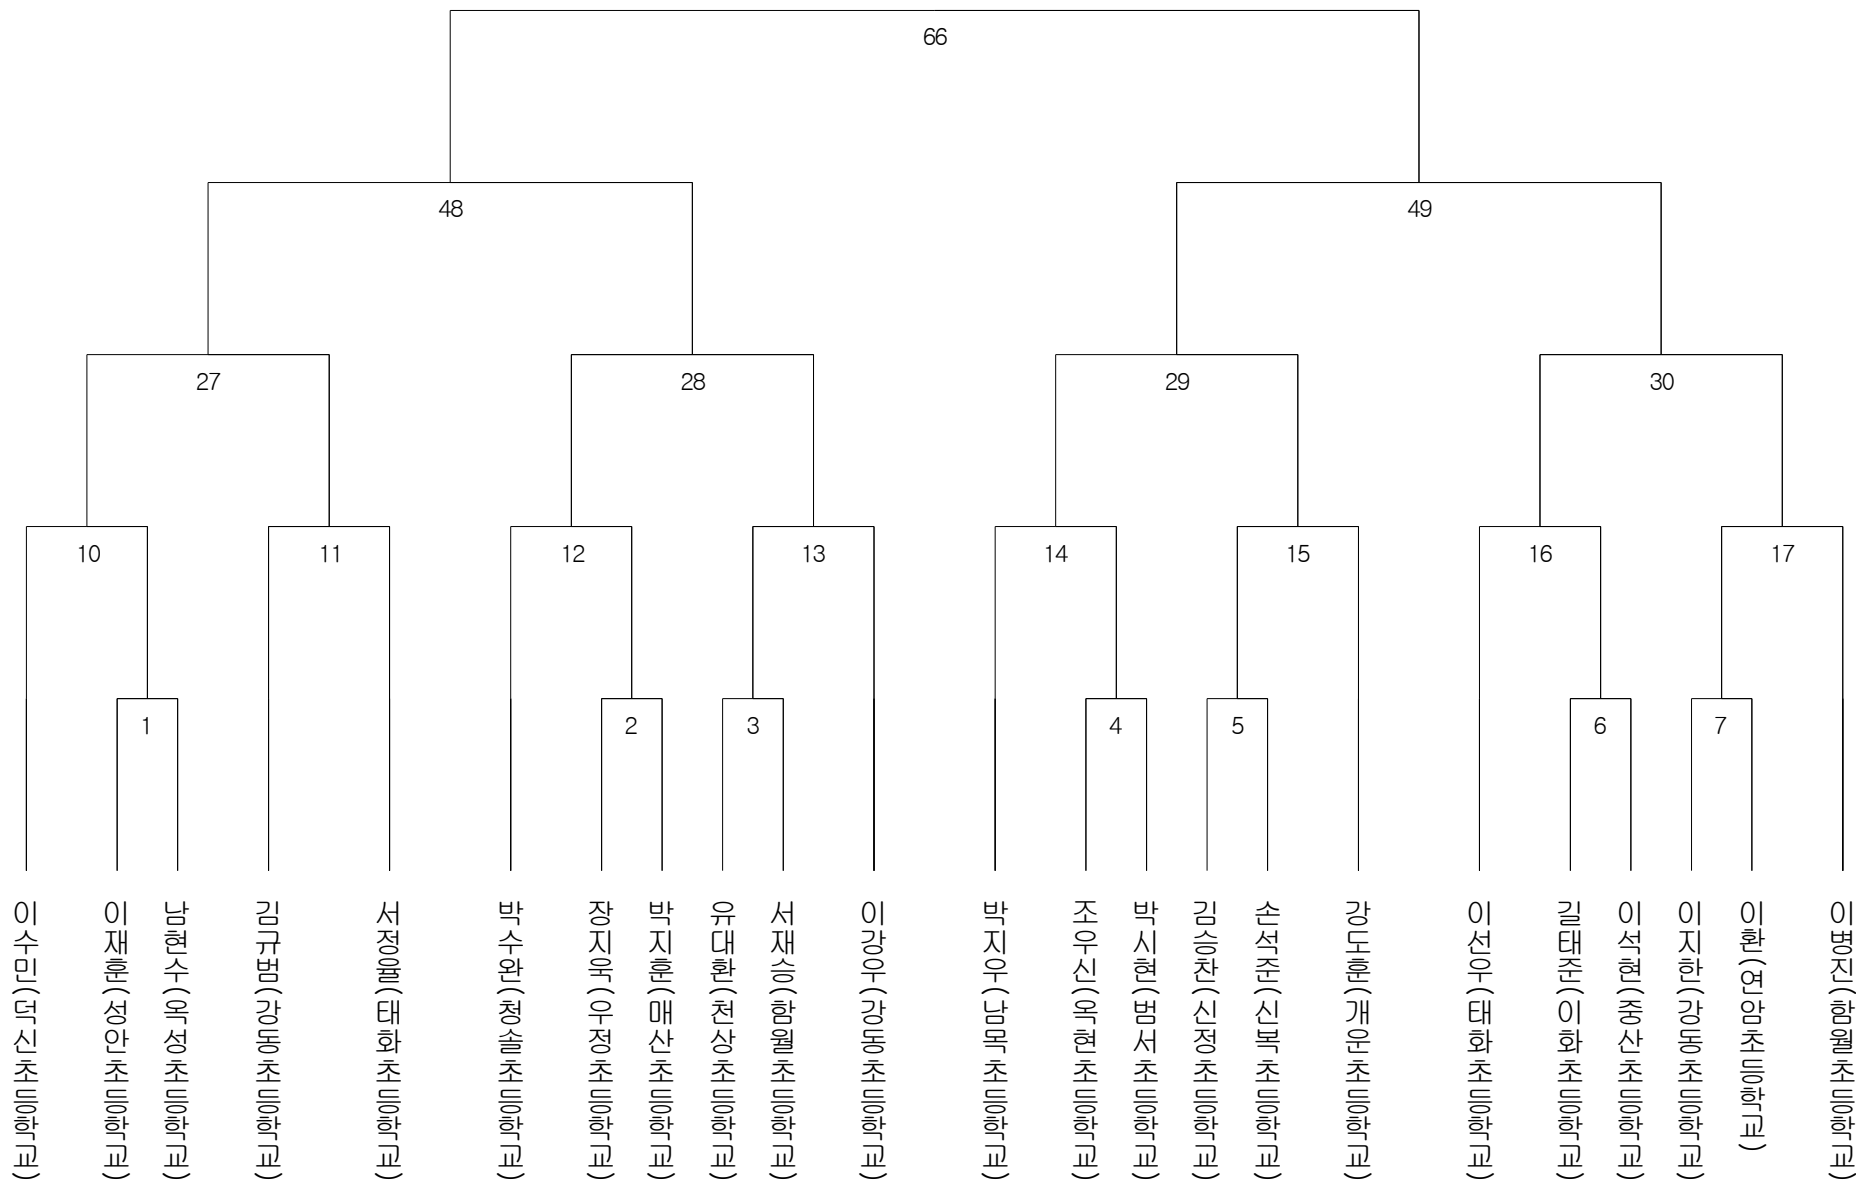 66
48
49
27
28
29
30
10
11
12
13
14
15
16
17
1
2
3
4
5
6
7
이수민(덕신초등학교)
이재훈(성안초등학교)
남현수(옥성초등학교)
김규범(강동초등학교)
서정율(태화초등학교)
박수완(청솔초등학교)
장지욱(우정초등학교)
박지훈(매산초등학교)
유대환(천상초등학교)
서재승(함월초등학교)
이강우(강동초등학교)
박지우(남목초등학교)
조우신(옥현초등학교)
박시현(범서초등학교)
김승찬(신정초등학교)
손석준(신복초등학교)
강도훈(개운초등학교)
이선우(태화초등학교)
길태준(이화초등학교)
이석현(중산초등학교)
이지한(강동초등학교)
이환(연암초등학교)
이병진(함월초등학교)